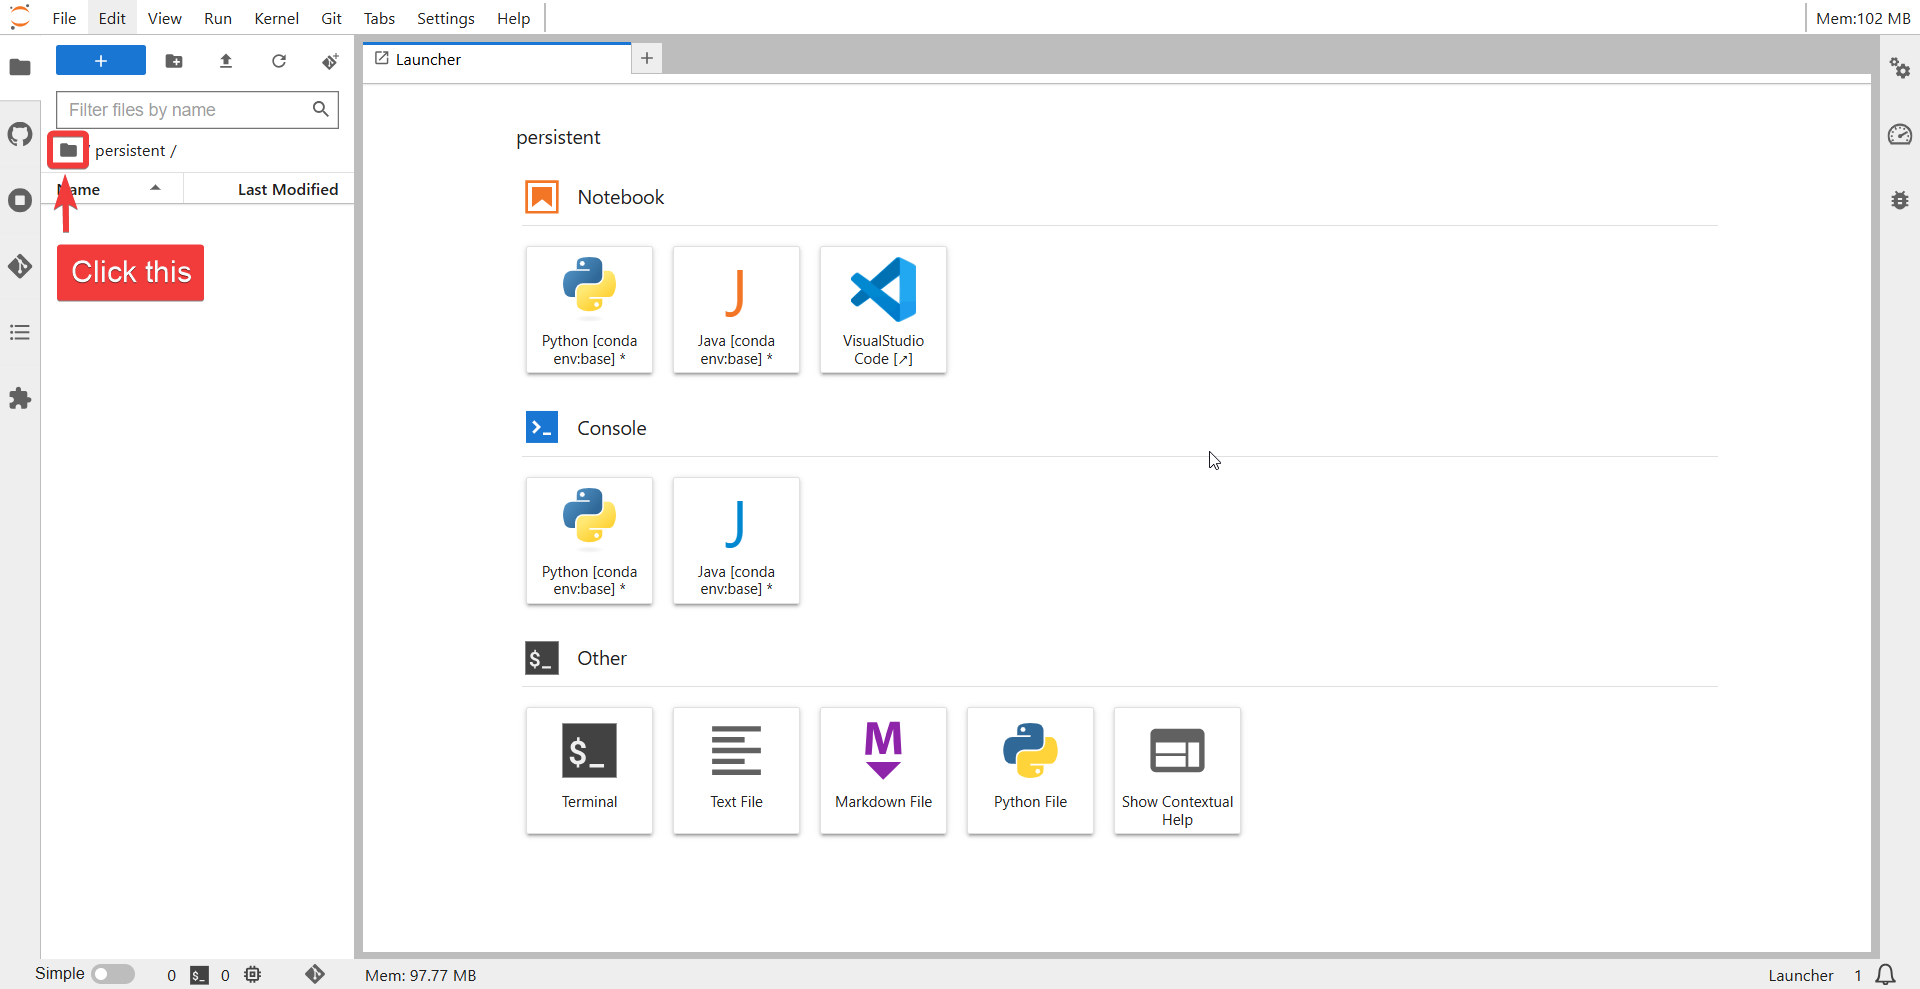 File Edit View Run Kernel Git Tabs Settings Help
Mem:102 MB
Launcher
Filter files by name
/ persistent /
Name Last Modified
Click this
persistent
Notebook
Python [conda
env:base] *
Java [conda
env:base] *
VisualStudio
Code [↗]
Console
Python [conda
env:base] *
Java [conda
env:base] *
$_ Other
$_
Terminal
Text File
M
Markdown File
Python File
Show Contextual
Help
Simple 0 $_ 0 Mem: 97.77 MB
Launcher 1